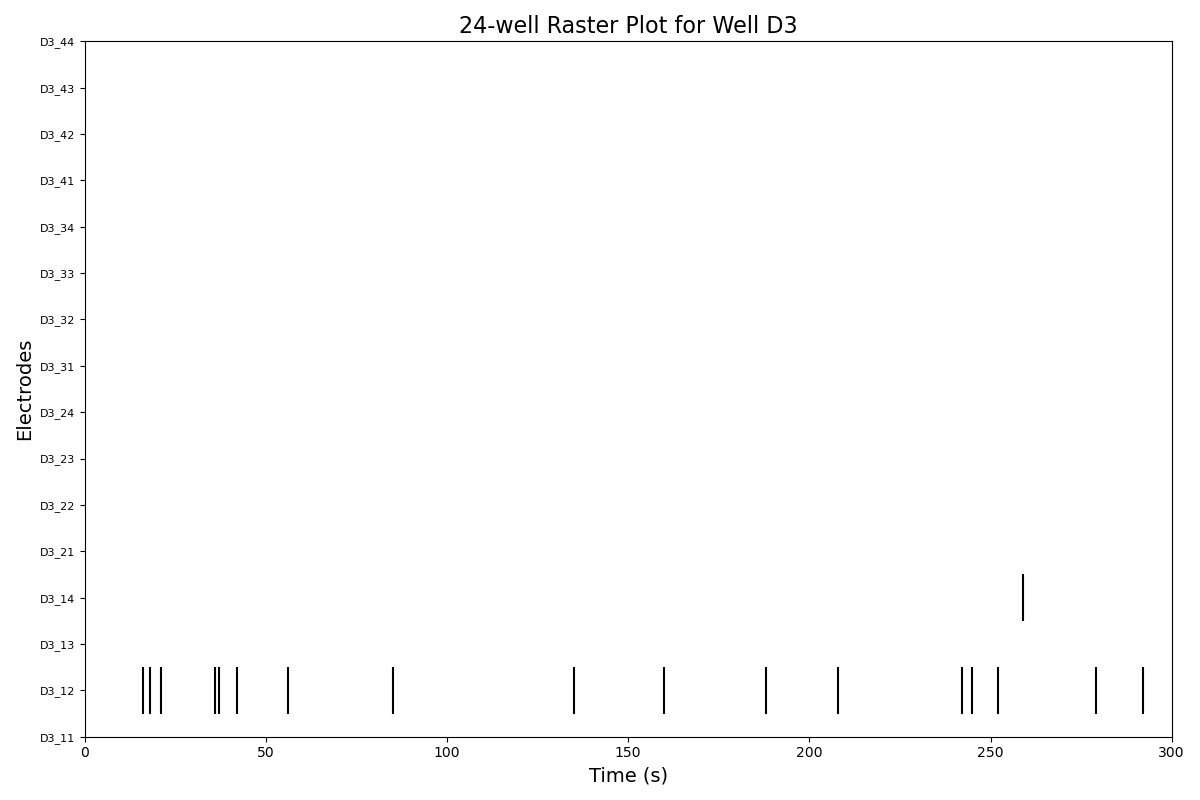 24-well Raster Plot for Well D3
D3_44
D3_43
D3_42
D3_41
D3_34
D3_33
D3_32
D3_31
D3_24
D3_23
D3_22
D3_21
D3_14
D3_13
D3_12
D3_11
Electrodes
0 50 100 150 200 250 300
Time (s)